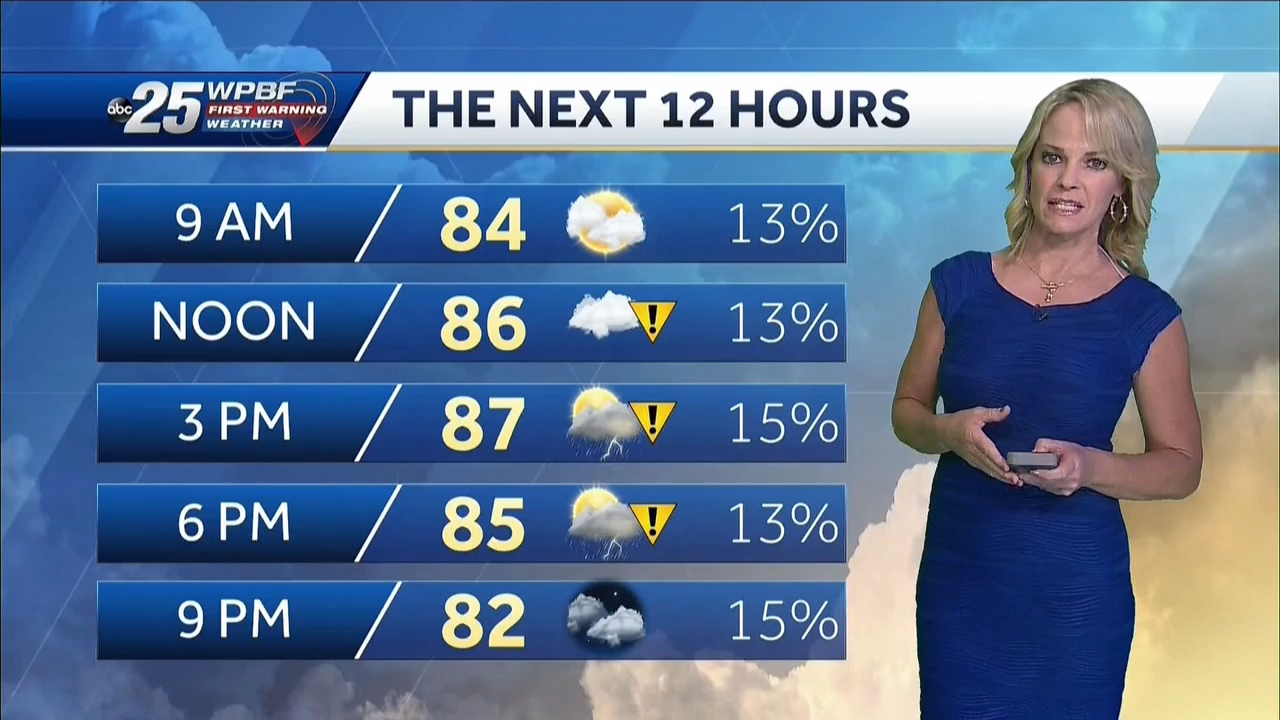 abc 25 WPBF
FIRST WARNING
WEATHER
THE NEXT 12 HOURS
9 AM 84 13%
NOON 86 ! 13%
3 PM 87 ! 15%
6 PM 85 ! 13%
9 PM 82 15%